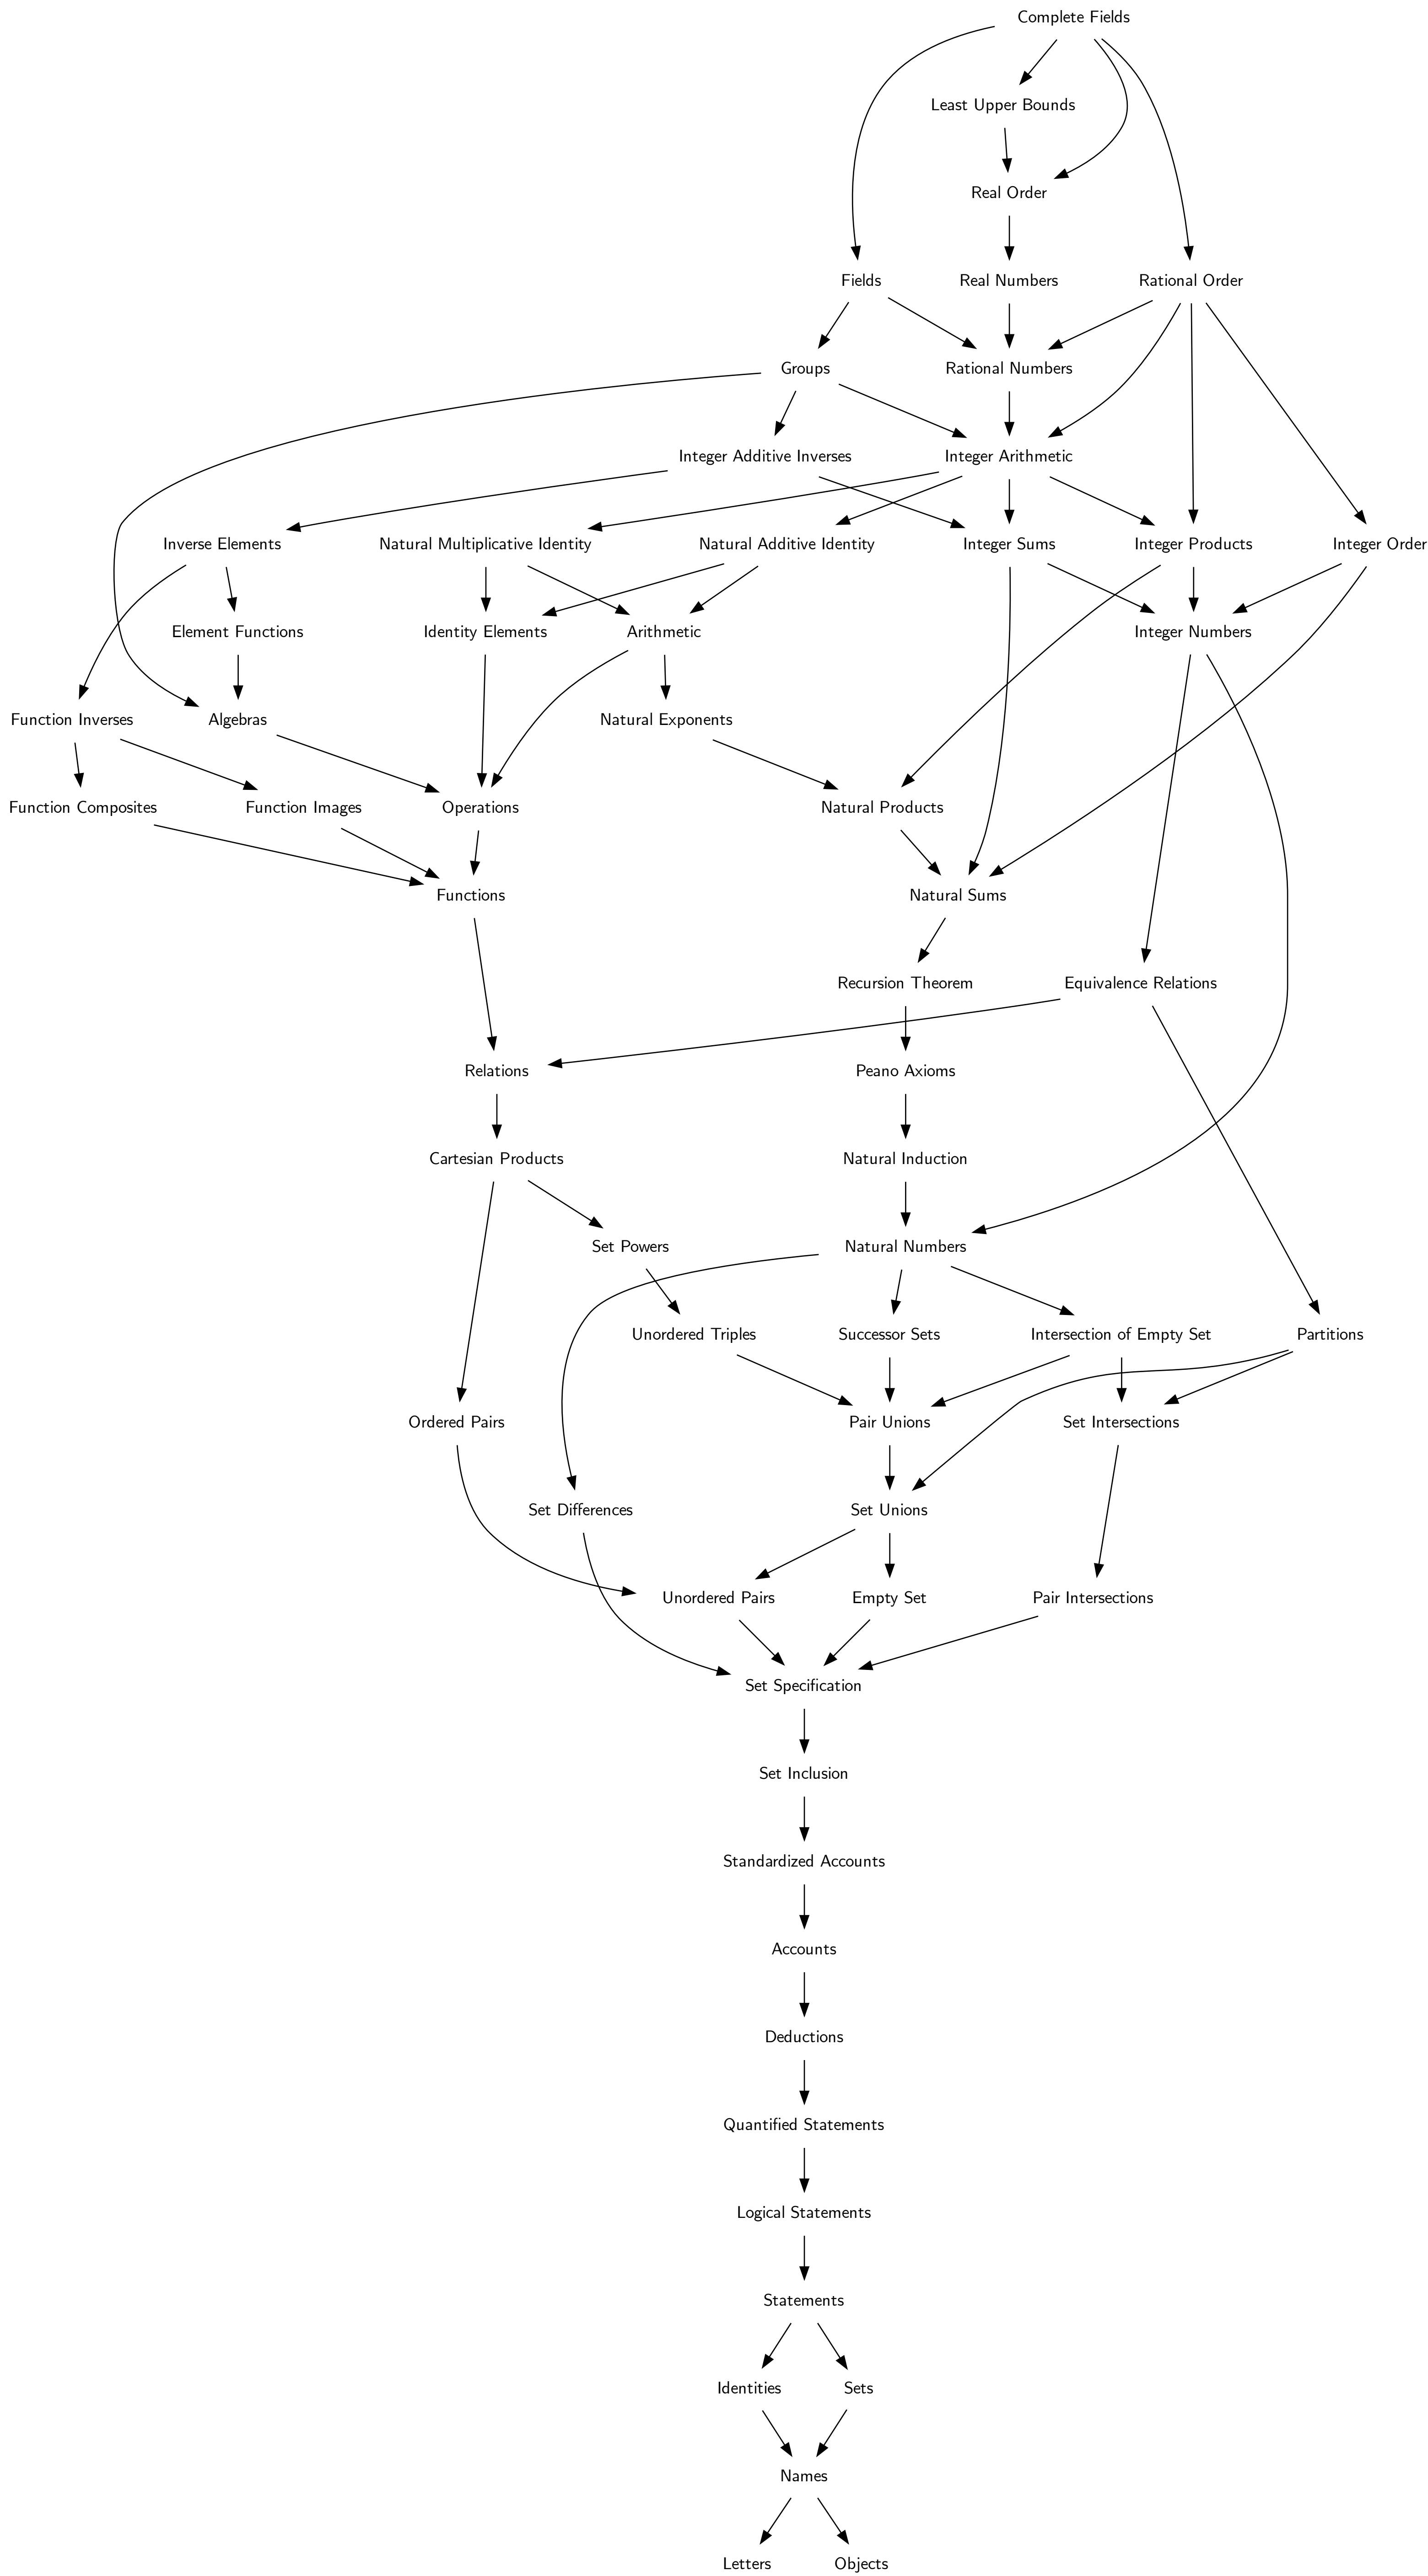 Complete Fields
Least Upper Bounds
Real Order
Fields
Real Numbers
Rational Order
Groups
Rational Numbers
Integer Additive Inverses
Integer Arithmetic
Inverse Elements
Natural Multiplicative Identity
Natural Additive Identity
Integer Sums
Integer Products
Integer Order
Element Functions
Identity Elements
Arithmetic
Integer Numbers
Function Inverses
Algebras
Natural Exponents
Function Composites
Function Images
Operations
Natural Products
Functions
Natural Sums
Recursion Theorem
Equivalence Relations
Relations
Peano Axioms
Cartesian Products
Natural Induction
Set Powers
Natural Numbers
Unordered Triples
Successor Sets
Intersection of Empty Set
Partitions
Ordered Pairs
Pair Unions
Set Intersections
Set Differences
Set Unions
Unordered Pairs
Empty Set
Pair Intersections
Set Specification
Set Inclusion
Standardized Accounts
Accounts
Deductions
Quantified Statements
Logical Statements
Statements
Identities
Sets
Names
Letters
Objects